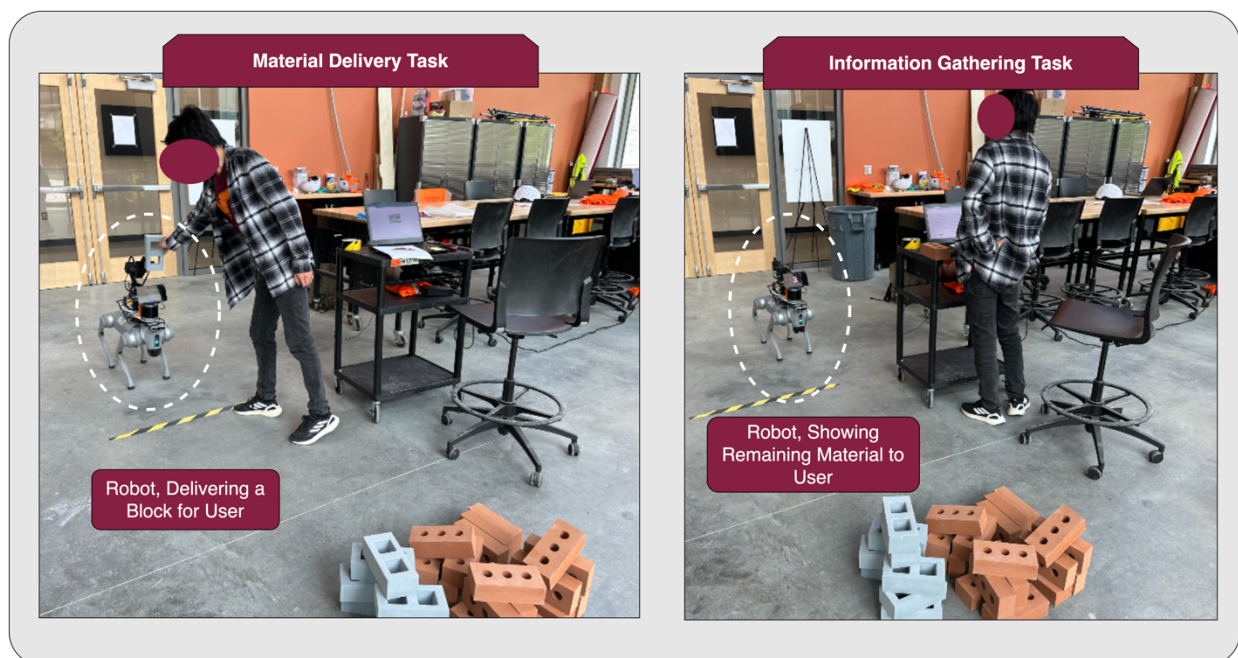 Material Delivery Task
Information Gathering Task
Robot, Delivering a
Block for User
Robot, Showing
Remaining Material to
User